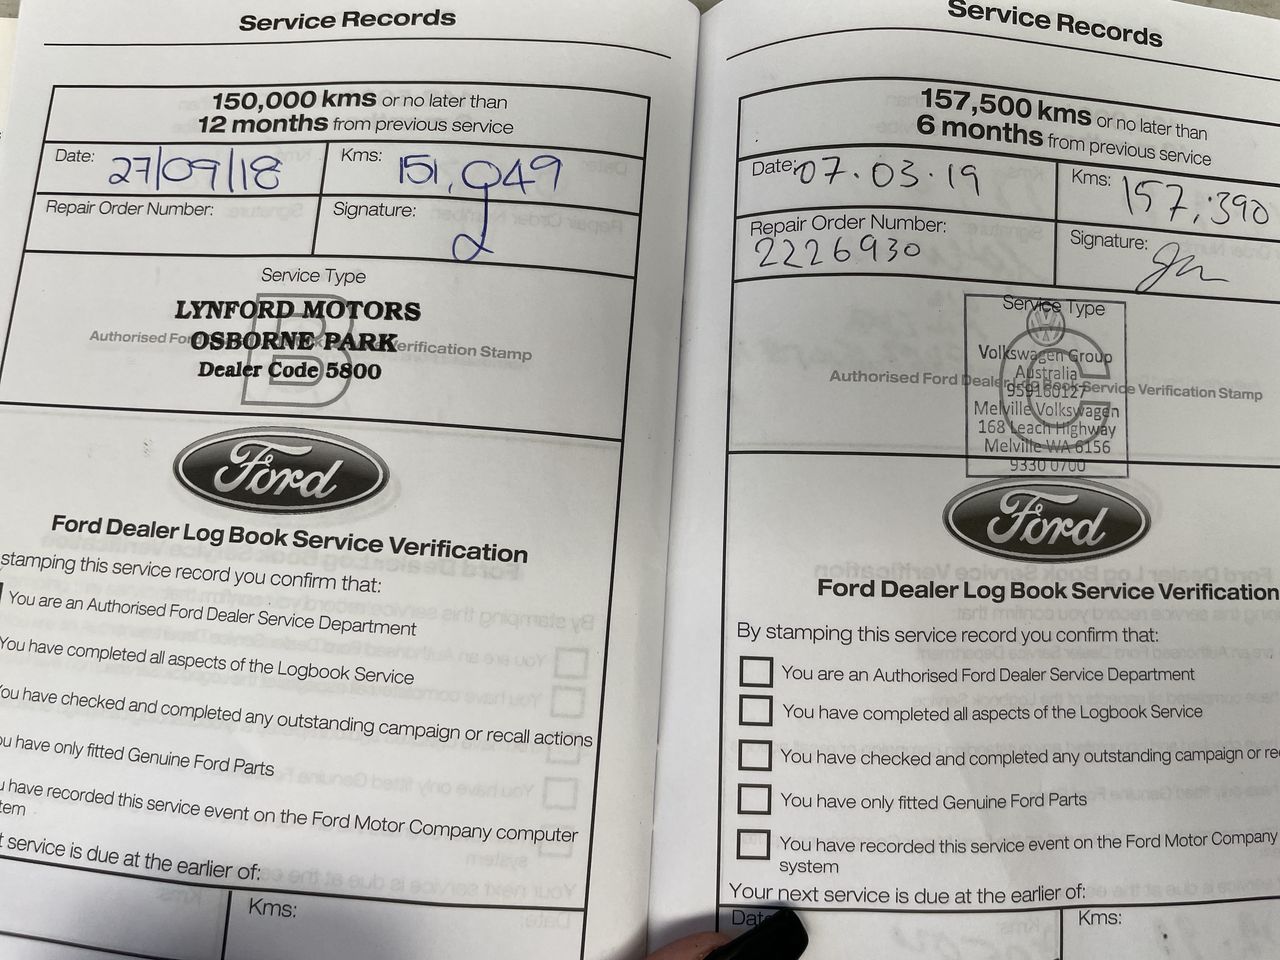 Service Records
150,000 kms or no later than
12 months from previous service
Date: 27/09/18
Kms: 151,049
Repair Order Number:
Signature:
Service Type
B
LYNFORD MOTORS
OSBORNE PARK
Dealer Code 5800
Authorised For erification Stamp
Ford
Ford Dealer Log Book Service Verification
stamping this service record you confirm that:
You are an Authorised Ford Dealer Service Department
You have completed all aspects of the Logbook Service
ou have checked and completed any outstanding campaign or recall actions
u have only fitted Genuine Ford Parts
u have recorded this service event on the Ford Motor Company computer
tem
t service is due at the earlier of:
Kms:
Service Records
157,500 kms or no later than
6 months from previous service
Date: 07.03.19
Kms: 157,390
Repair Order Number:
2226930
Signature:
Service Type
C
Volkswagen Group
Australia
Authorised Ford Dealer Log Book Service Verification Stamp
959160127
Melville Volkswagen
168 Leach Highway
Melville WA 6156
9330 0700
Ford
Ford Dealer Log Book Service Verification
By stamping this service record you confirm that:
You are an Authorised Ford Dealer Service Department
You have completed all aspects of the Logbook Service
You have checked and completed any outstanding campaign or re
You have only fitted Genuine Ford Parts
You have recorded this service event on the Ford Motor Company
system
Your next service is due at the earlier of:
Dat
Kms: